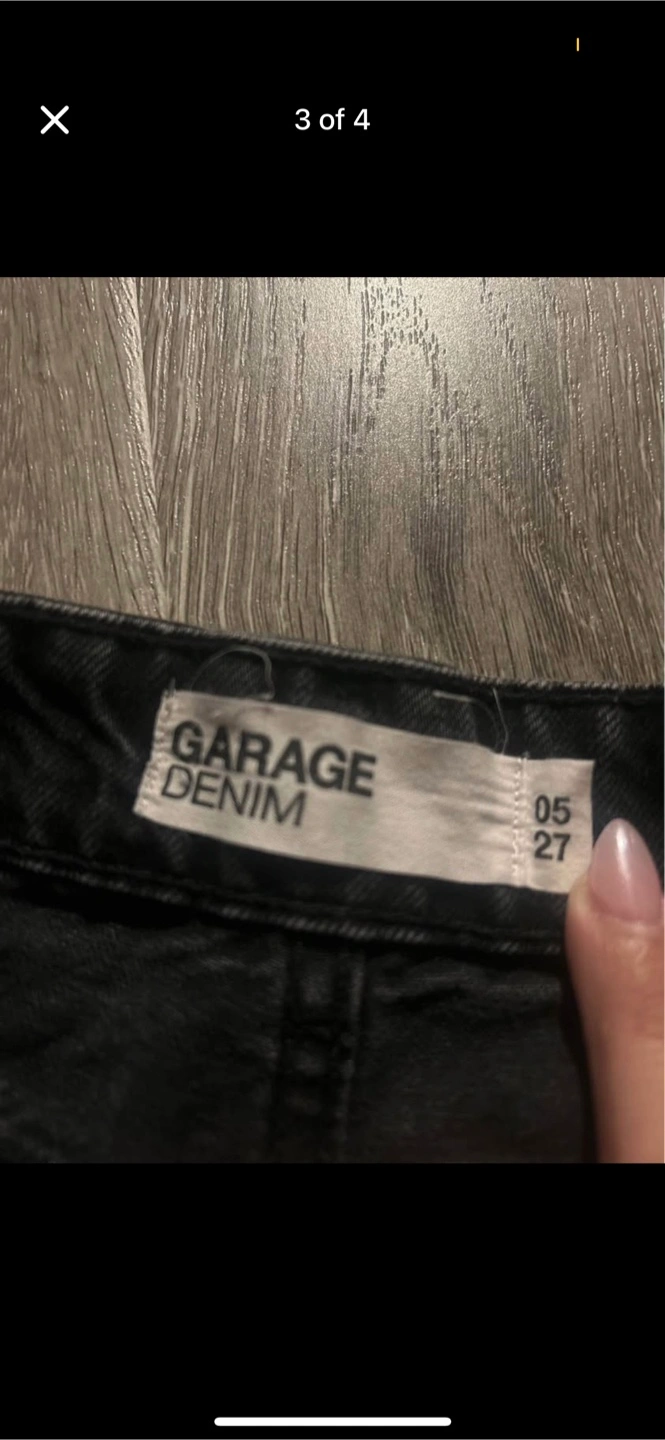 3 of 4
GARAGE
DENIM
05
27